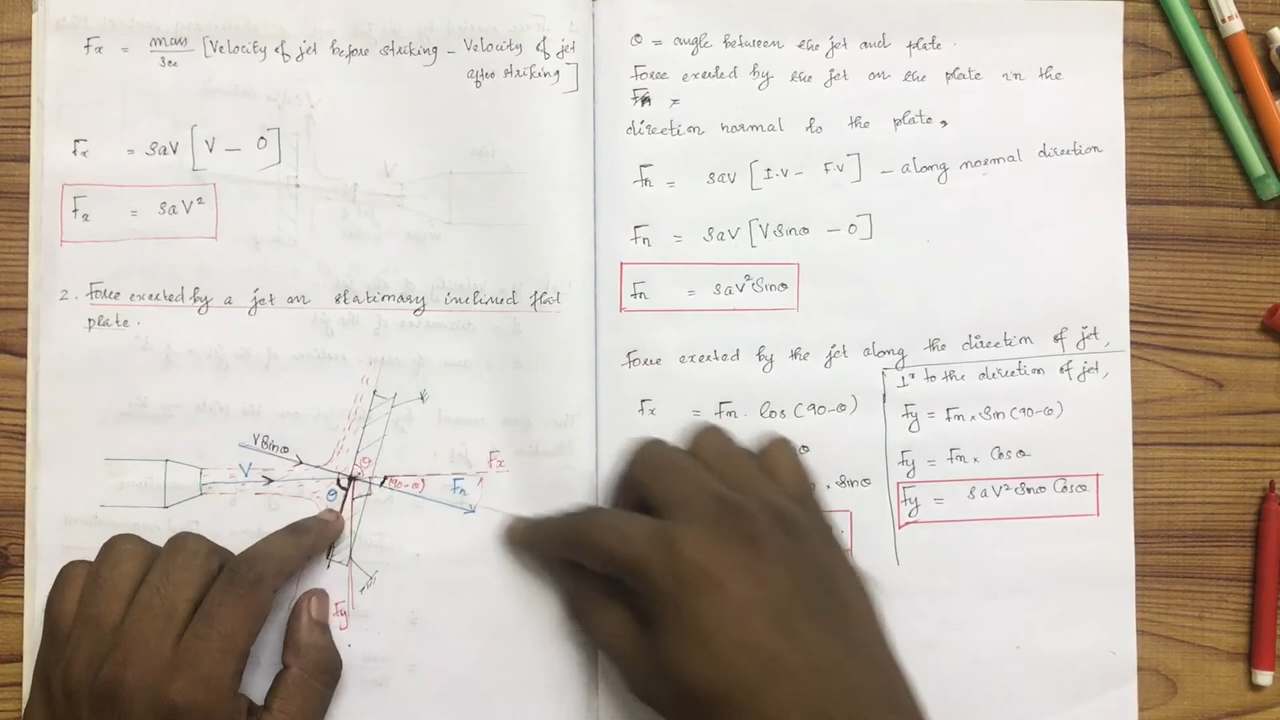 Fx = mass/sec [Velocity of jet before striking - Velocity of jet
after striking]
Fx = ρaV [V - 0]
Fx = ρaV²
2. Force exerted by a jet on stationary inclined flat
plate.
V sinθ
V
θ
θ
(90-θ)
Fx
Fn
Fy
θ = angle between the jet and plate.
Force exerted by the jet on the plate in the
direction normal to the plate,
Fn = ρaV [I.V - F.V] - along normal direction
Fn = ρaV [V sinθ - 0]
Fn = ρaV² sinθ
Force exerted by the jet along the direction of jet,
Fx = Fn. Cos(90-θ)
θ
× sinθ
⊥r to the direction of jet,
Fy = Fn × Sin(90-θ)
Fy = Fn × Cosθ
Fy = ρaV² Sinθ Cosθ